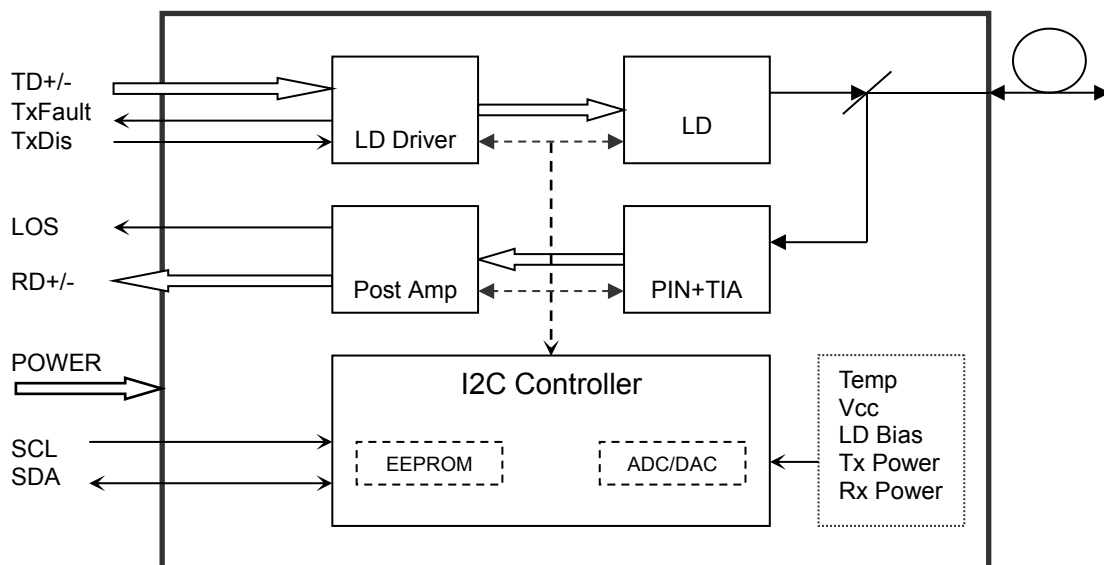 TD+/-
TxFault
TxDis
LD Driver
LD
LOS
RD+/-
Post Amp
PIN+TIA
POWER
I2C Controller
SCL
SDA
EEPROM
ADC/DAC
Temp
Vcc
LD Bias
Tx Power
Rx Power